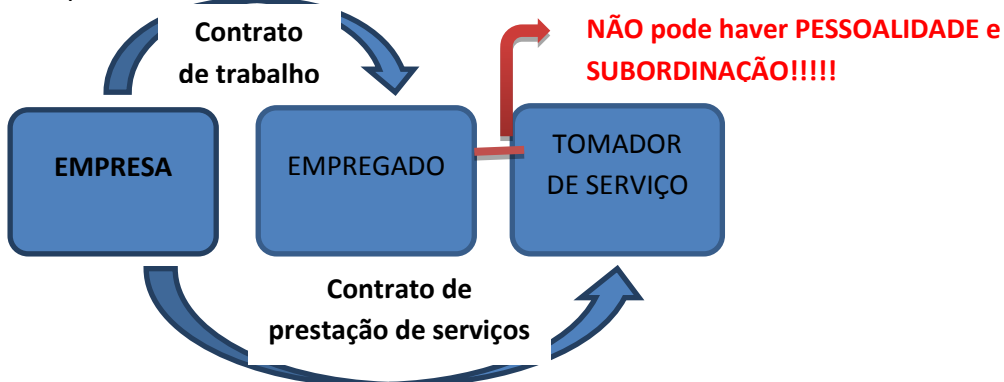 Contrato
de trabalho
NÃO pode haver PESSOALIDADE e
SUBORDINAÇÃO!!!!!
EMPRESA
EMPREGADO
TOMADOR
DE SERVIÇO
Contrato de
prestação de serviços